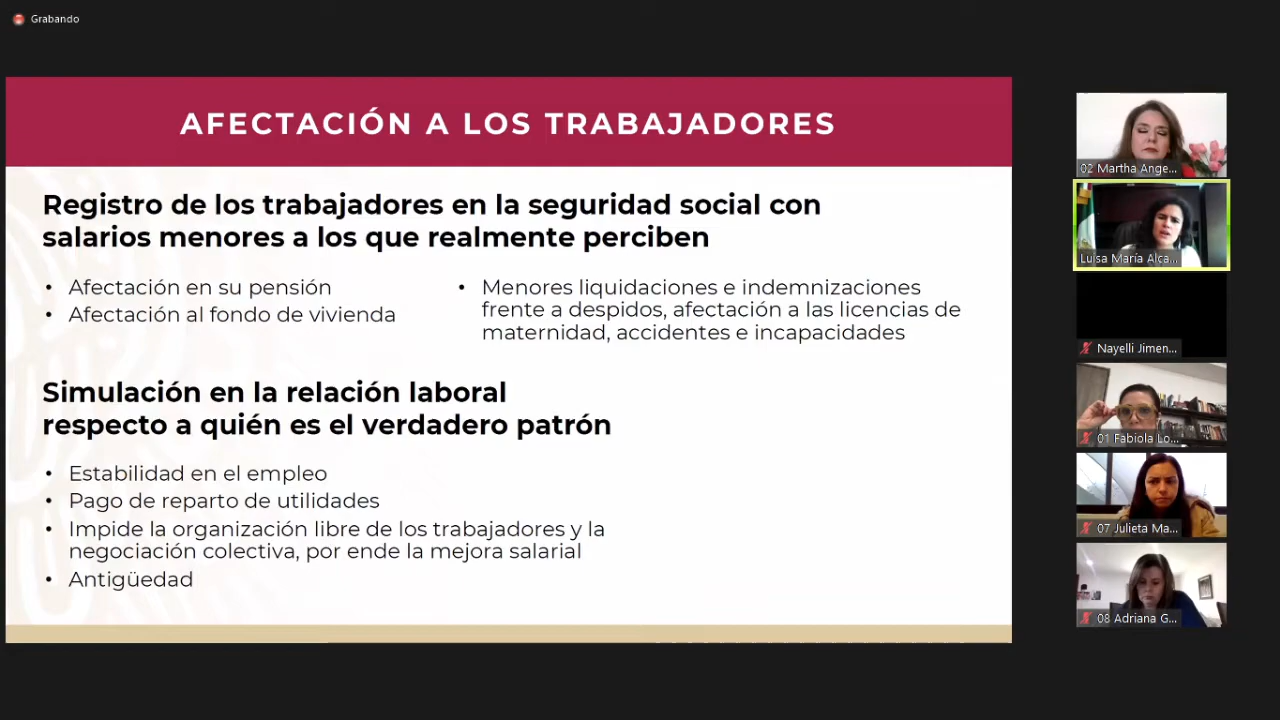 Grabando
AFECTACIÓN A LOS TRABAJADORES
Registro de los trabajadores en la seguridad social con
salarios menores a los que realmente perciben
• Afectación en su pensión
• Afectación al fondo de vivienda
• Menores liquidaciones e indemnizaciones
frente a despidos, afectación a las licencias de
maternidad, accidentes e incapacidades
Simulación en la relación laboral
respecto a quién es el verdadero patrón
• Estabilidad en el empleo
• Pago de reparto de utilidades
• Impide la organización libre de los trabajadores y la
negociación colectiva, por ende la mejora salarial
• Antigüedad
02 Martha Ange...
Luisa María Alca...
Nayelli Jimen...
01 Fabiola Lo...
07 Julieta Ma...
08 Adriana G...